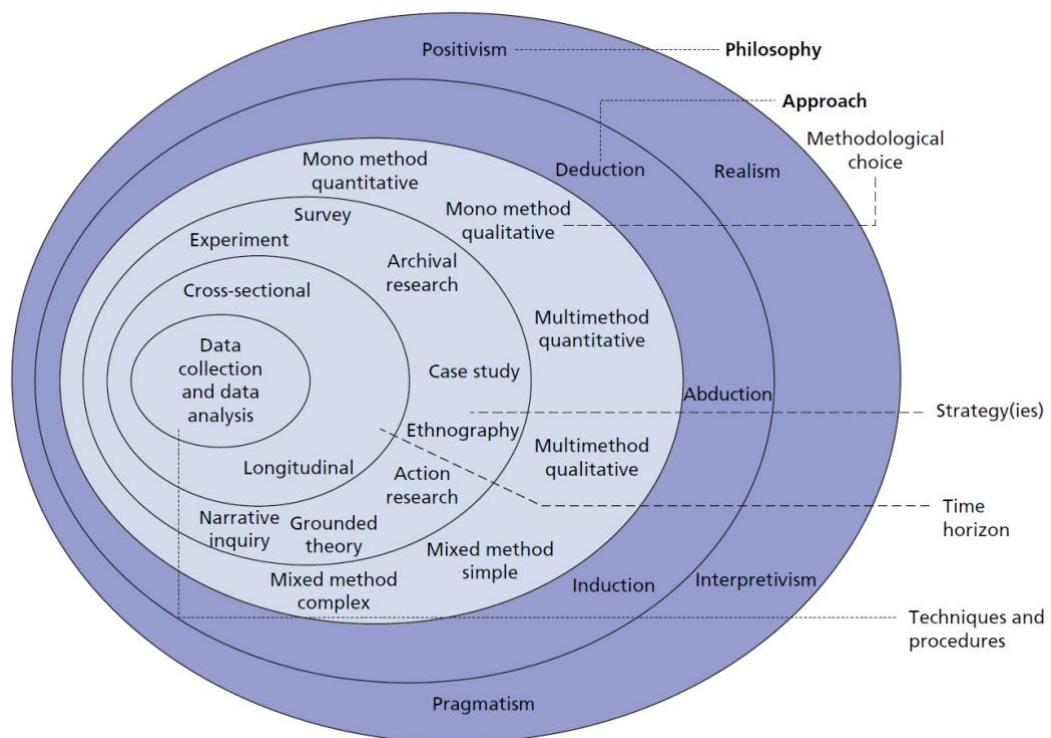 Positivism
Philosophy
Approach
Methodological
choice
Mono method
quantitative
Deduction
Realism
Survey
Mono method
qualitative
Experiment
Archival
research
Cross-sectional
Multimethod
quantitative
Data
collection
and data
analysis
Case study
Abduction
Strategy(ies)
Ethnography
Multimethod
qualitative
Longitudinal
Action
research
Time
horizon
Narrative
inquiry
Grounded
theory
Mixed method
simple
Mixed method
complex
Induction
Interpretivism
Techniques and
procedures
Pragmatism